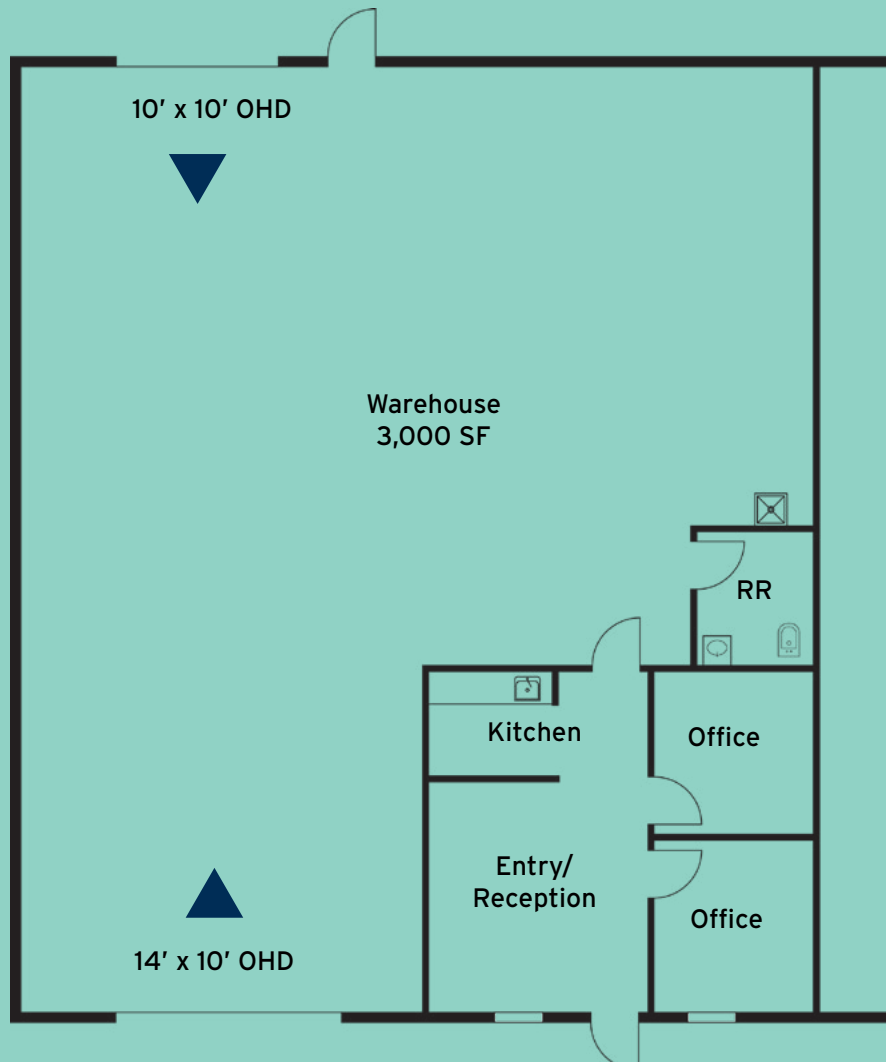 10’ x 10’ OHD
Warehouse
3,000 SF
RR
Kitchen
Office
Entry/
Reception
Office
14’ x 10’ OHD